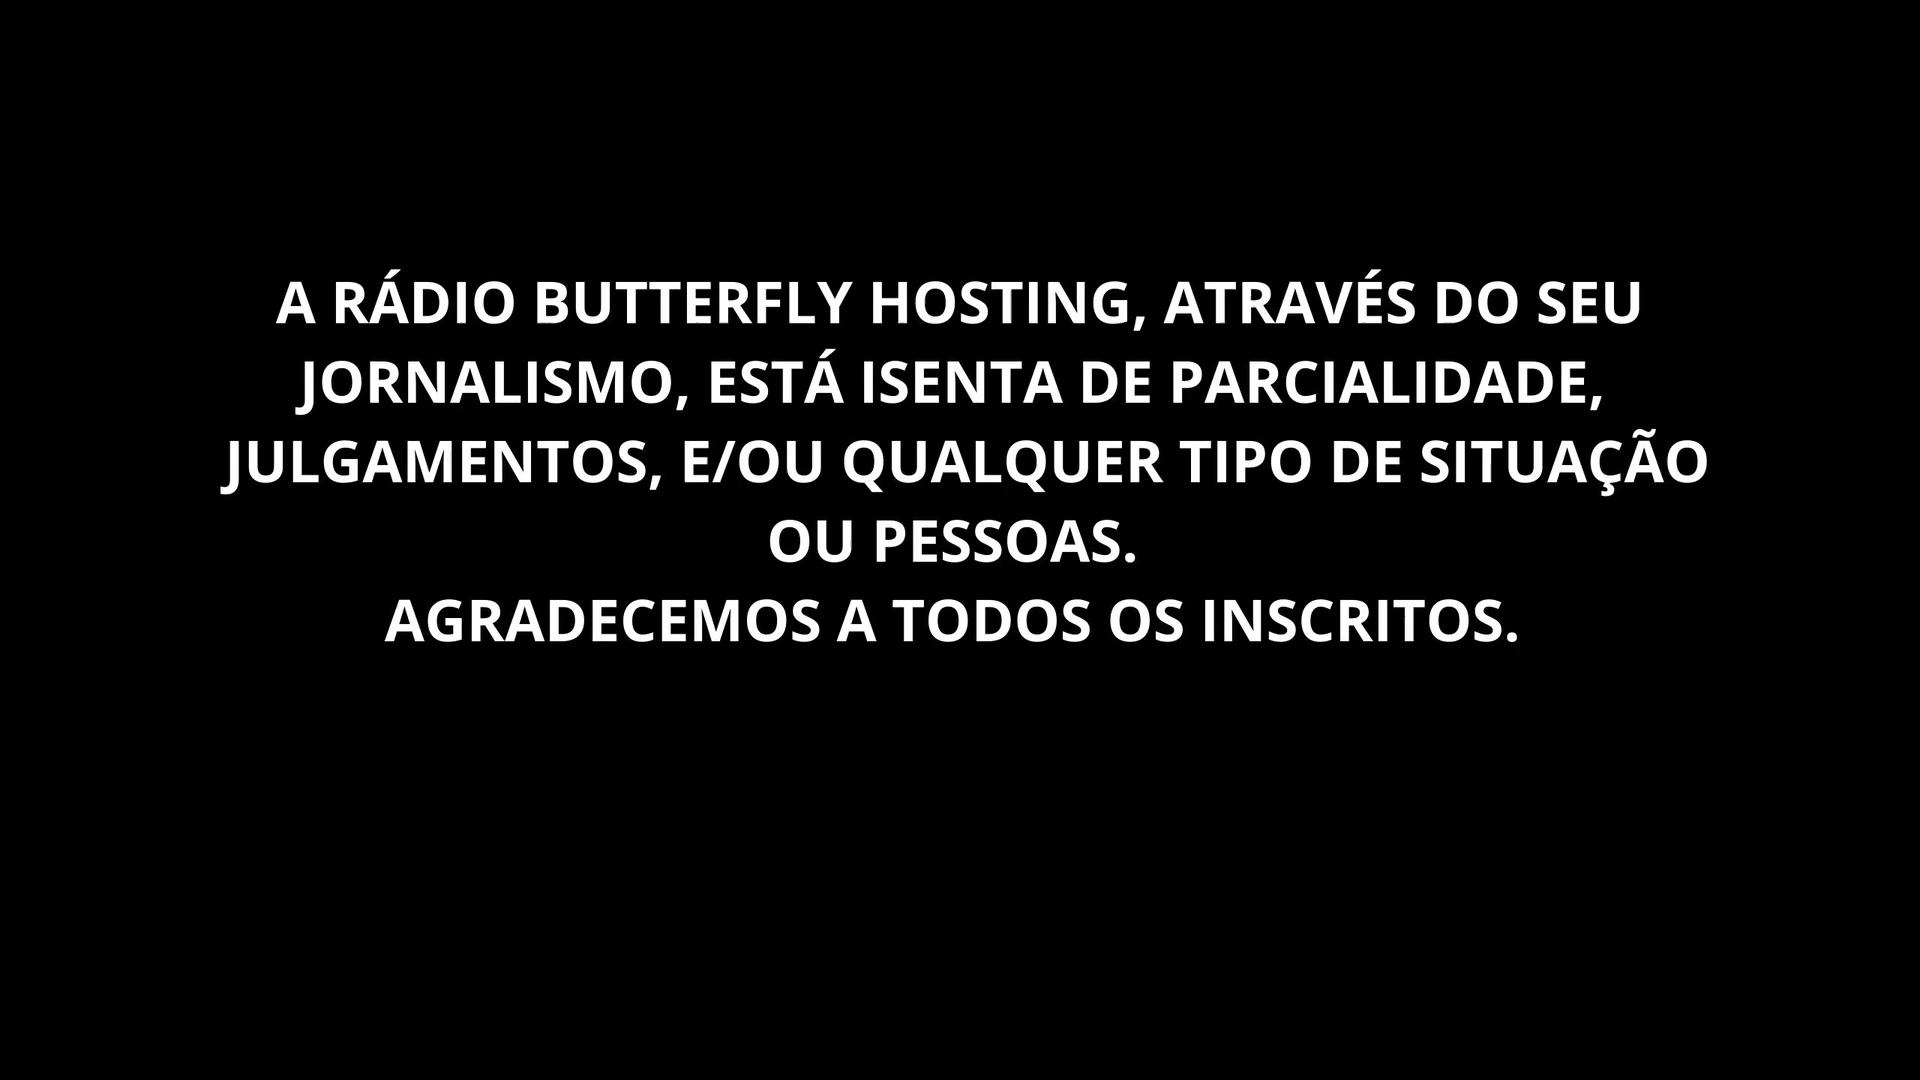 A RÁDIO BUTTERFLY HOSTING, ATRAVÉS DO SEU
JORNALISMO, ESTÁ ISENTA DE PARCIALIDADE,
JULGAMENTOS, E/OU QUALQUER TIPO DE SITUAÇÃO
OU PESSOAS.
AGRADECEMOS A TODOS OS INSCRITOS.